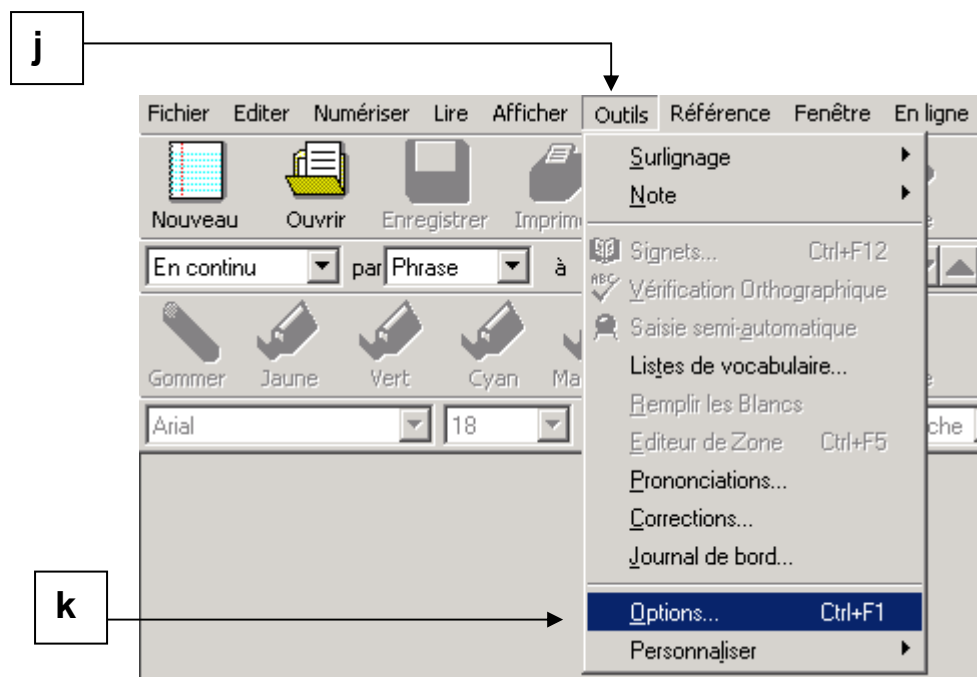 j
Fichier Editer Numériser Lire Afficher Outils Référence Fenêtre En ligne
Nouveau Ouvrir Enregistrer
En continu par Phrase à
Gommer Jaune Vert Cyan
Arial 18
Surlignage
Note
Signets... Ctrl+F12
Vérification Orthographique
Saisie semi-automatique
Listes de vocabulaire...
Remplir les Blancs
Editeur de Zone Ctrl+F5
Prononciations...
Corrections...
Journal de bord...
k
Options... Ctrl+F1
Personnaliser